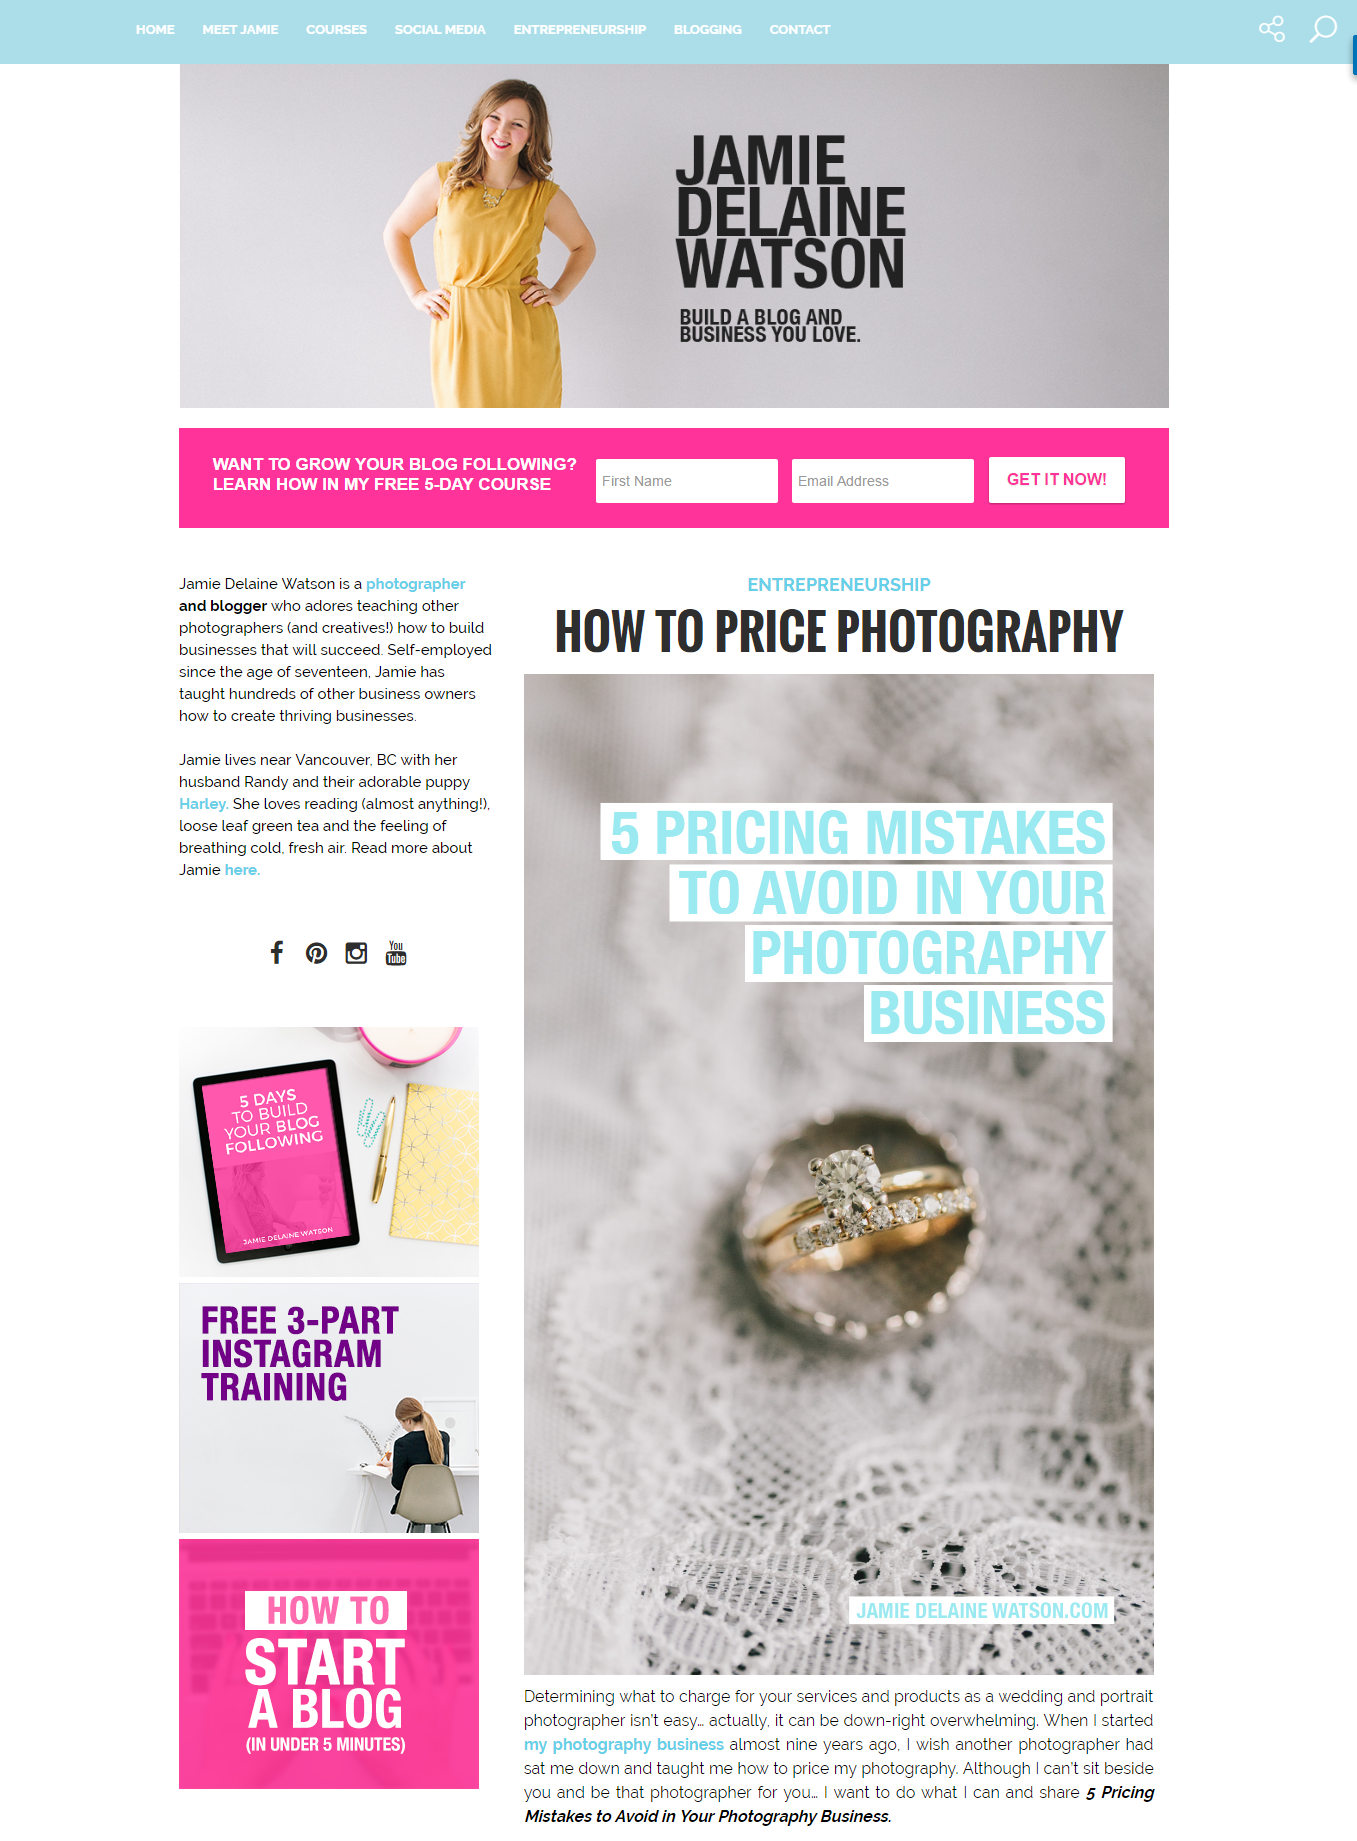 HOME MEET JAMIE COURSES SOCIAL MEDIA ENTREPRENEURSHIP BLOGGING CONTACT
JAMIE
DELAINE
WATSON
BUILD A BLOG AND
BUSINESS YOU LOVE.
WANT TO GROW YOUR BLOG FOLLOWING?
LEARN HOW IN MY FREE 5-DAY COURSE
First Name
Email Address
GET IT NOW!
Jamie Delaine Watson is a photographer
and blogger who adores teaching other
photographers (and creatives!) how to build
businesses that will succeed. Self-employed
since the age of seventeen, Jamie has
taught hundreds of other business owners
how to create thriving businesses.
Jamie lives near Vancouver, BC with her
husband Randy and their adorable puppy
Harley. She loves reading (almost anything!),
loose leaf green tea and the feeling of
breathing cold, fresh air. Read more about
Jamie here.
You
Tube
5 DAYS
TO BUILD
YOUR BLOG
FOLLOWING
JAMIE DELAINE WATSON
FREE 3-PART
INSTAGRAM
TRAINING
HOW TO
START
A BLOG
(IN UNDER 5 MINUTES)
ENTREPRENEURSHIP
HOW TO PRICE PHOTOGRAPHY
5 PRICING MISTAKES
TO AVOID IN YOUR
PHOTOGRAPHY
BUSINESS
JAMIE DELAINE WATSON.COM
Determining what to charge for your services and products as a wedding and portrait
photographer isn't easy… actually, it can be down-right overwhelming. When I started
my photography business almost nine years ago, I wish another photographer had
sat me down and taught me how to price my photography. Although I can't sit beside
you and be that photographer for you… I want to do what I can and share 5 Pricing
Mistakes to Avoid in Your Photography Business.